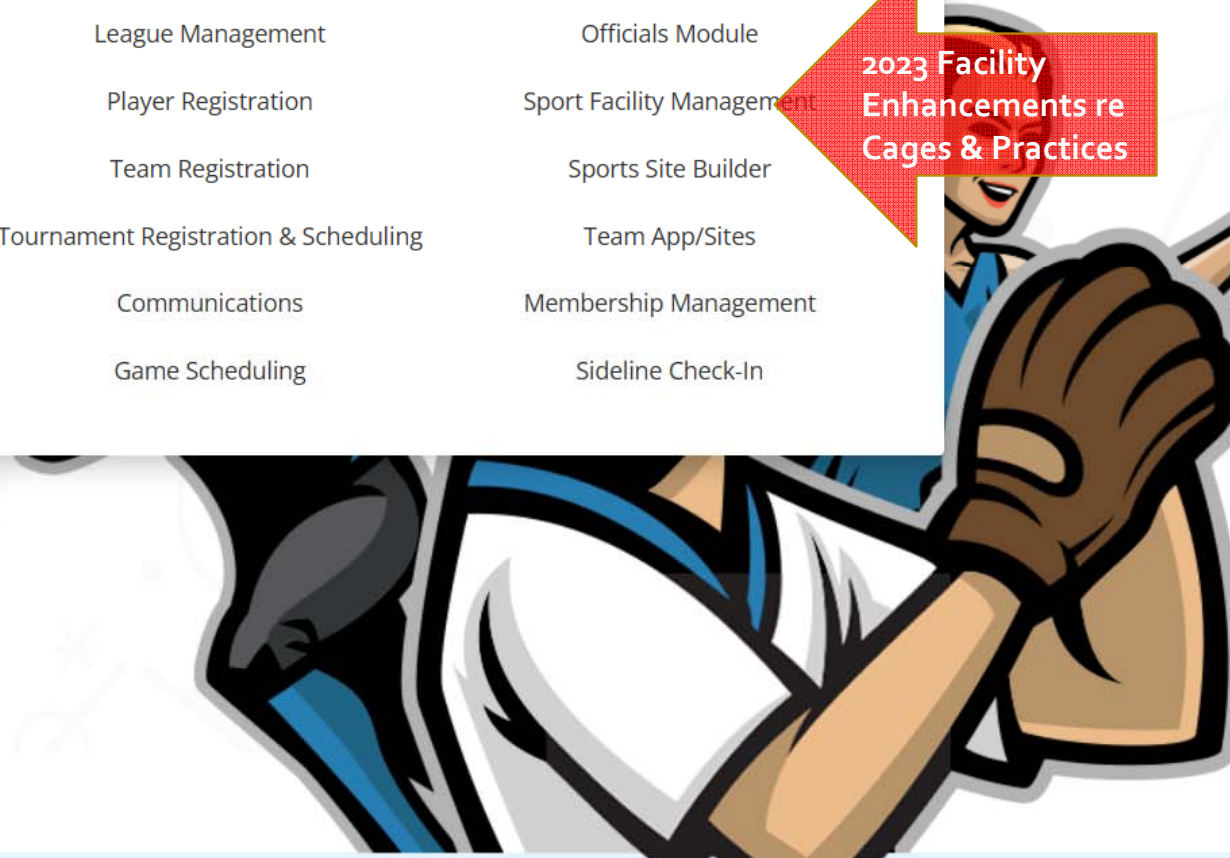 League Management
Officials Module
Player Registration
Sport Facility Management
Team Registration
Sports Site Builder
Tournament Registration & Scheduling
Team App/Sites
Communications
Membership Management
Game Scheduling
Sideline Check-In
2023 Facility
Enhancements re
Cages & Practices